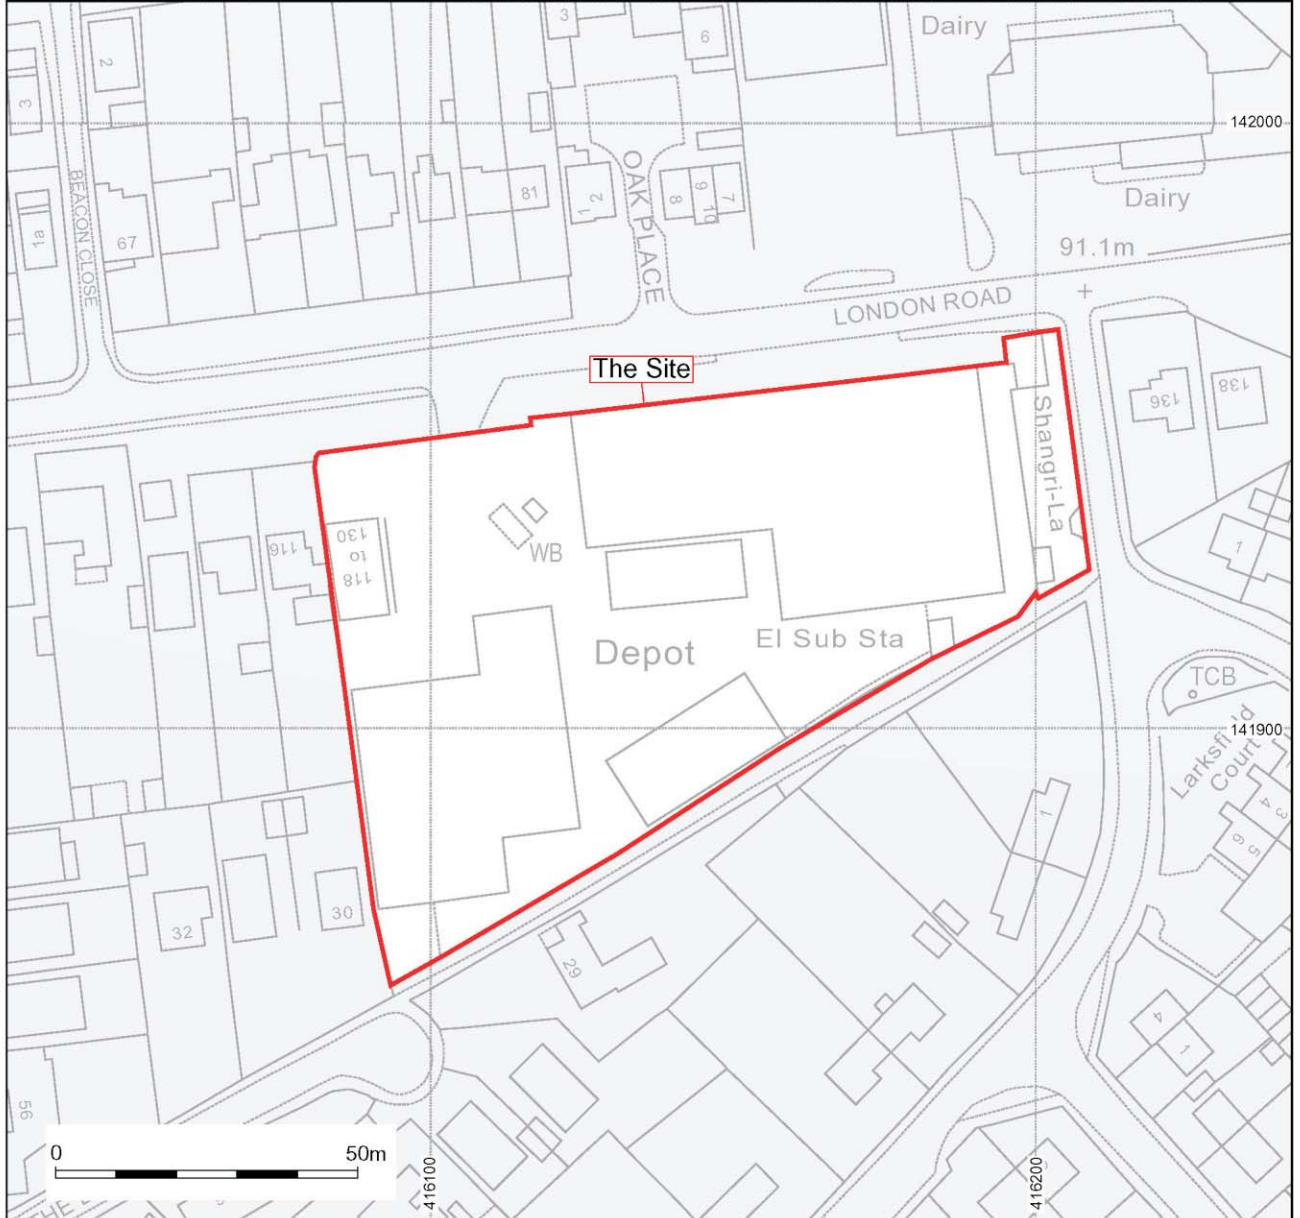 3
6
Dairy
2
3
142000
OAK PLACE
BEACON CLOSE
81
1
2
8
9
10
7
Dairy
1a
67
91.1m
LONDON ROAD
The Site
136
138
Shangri-La
116
130
to
118
WB
1
Depot
El Sub Sta
TCB
141900
Larksfield
Court
1
3
4
5
6
30
32
29
4
1
56
0
50m
416100
416200